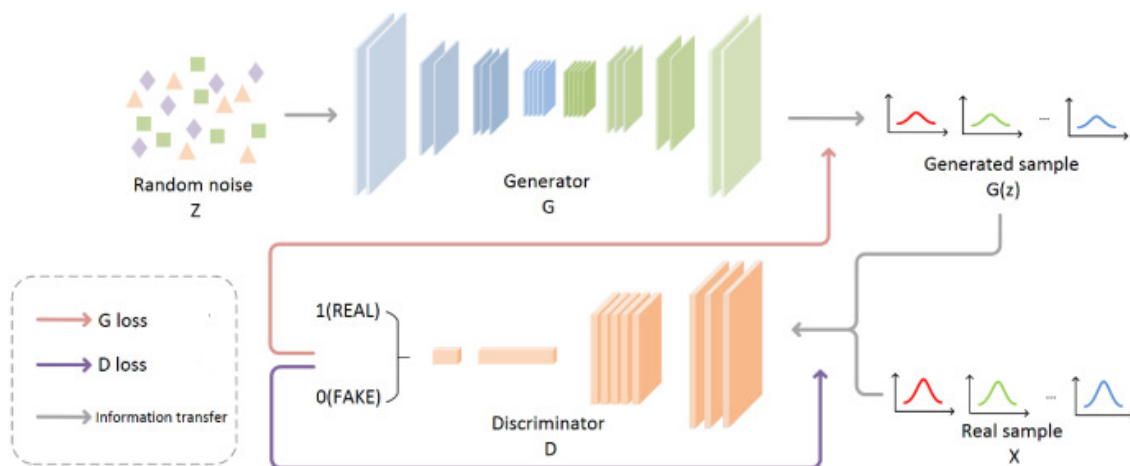 Random noise
Z
Generator
G
...
Generated sample
G(z)
G loss
D loss
Information transfer
1(REAL)
0(FAKE)
Discriminator
D
...
Real sample
X